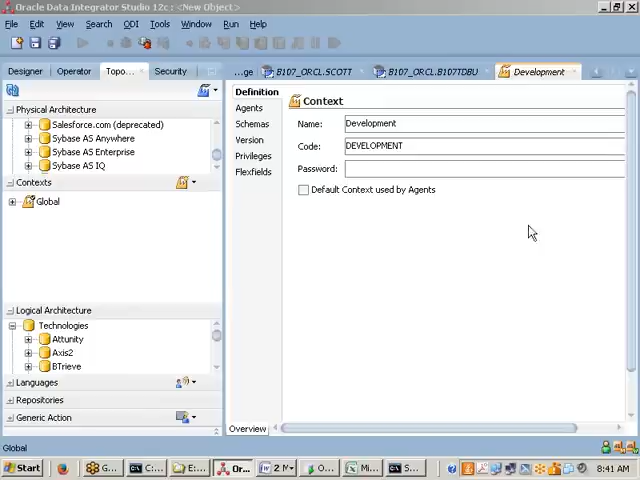 Oracle Data Integrator Studio 12c : <New Object>
File Edit View Search ODI Tools Window Run Help
Designer Operator Topo... Security
...ge B107_ORCL.SCOTT B107_ORCL.B107TDBU Development
Physical Architecture
Salesforce.com (deprecated)
Sybase AS Anywhere
Sybase AS Enterprise
Sybase AS IQ
Contexts
Global
Logical Architecture
Technologies
Attunity
Axis2
BTrieve
Languages
Repositories
Generic Action
Definition
Agents
Schemas
Version
Privileges
Flexfields
Context
Name: Development
Code: DEVELOPMENT
Password:
Default Context used by Agents
Overview
Global
Start G... C:... E:... Or... 2 M O... Mi... S... 8:41 AM